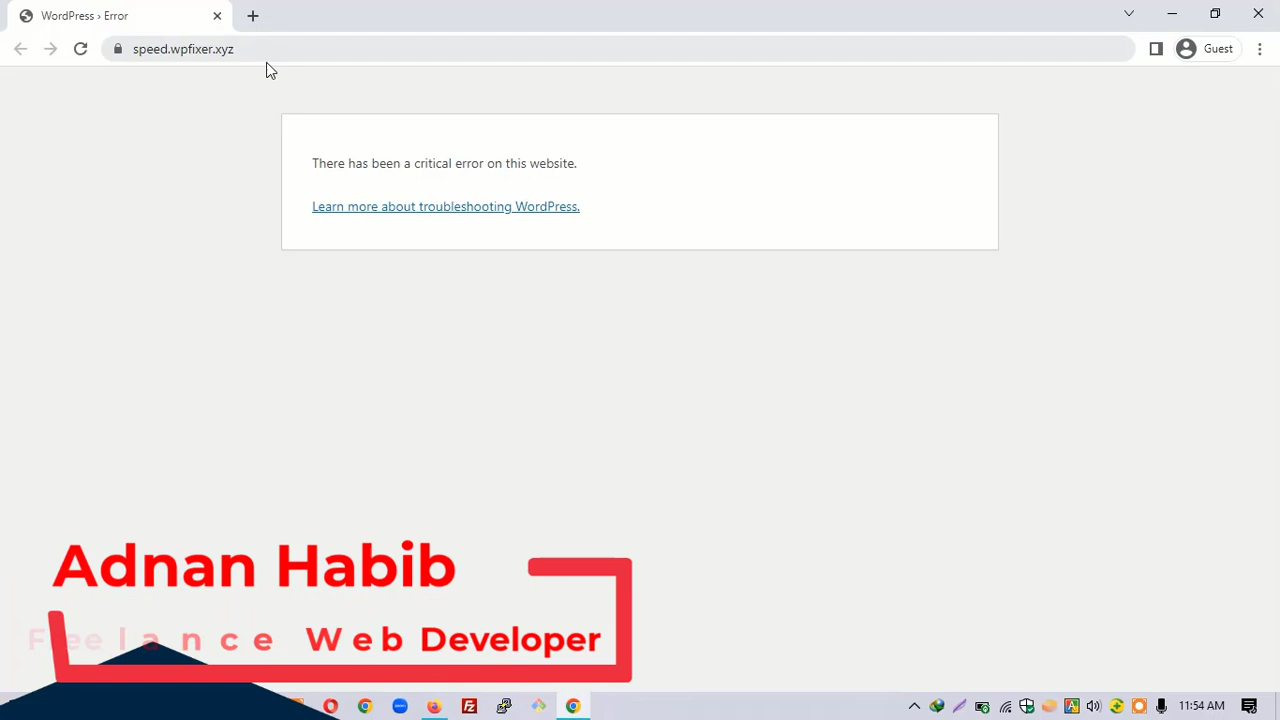 WordPress › Error
speed.wpfixer.xyz
Guest
There has been a critical error on this website.
Learn more about troubleshooting WordPress.
Adnan Habib
Freelance Web Developer
11:54 AM